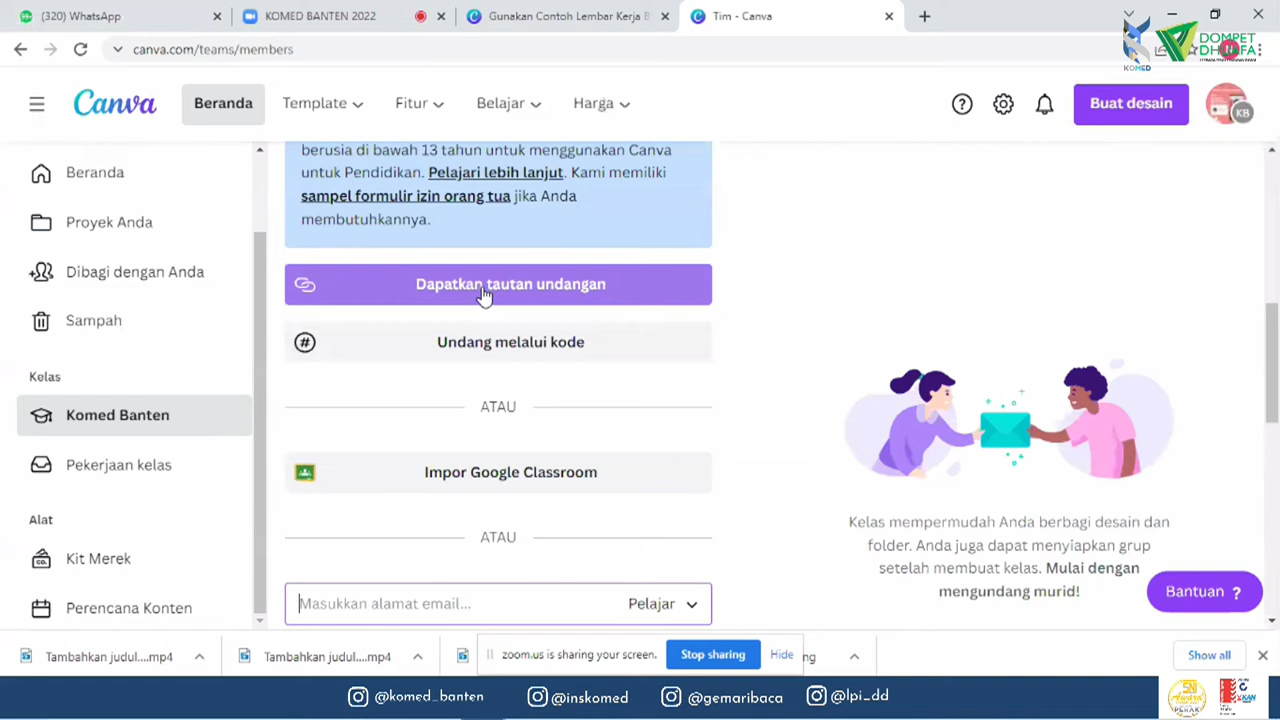 (320) WhatsApp
KOMED BANTEN 2022
Gunakan Contoh Lembar Kerja B
Tim - Canva
canva.com/teams/members
KOMED
DOMPET
DHUAFA
Canva
Beranda
Template
Fitur
Belajar
Harga
Buat desain
KB
Beranda
Proyek Anda
Dibagi dengan Anda
Sampah
Kelas
Komed Banten
Pekerjaan kelas
Alat
Kit Merek
Perencana Konten
berusia di bawah 13 tahun untuk menggunakan Canva
untuk Pendidikan. Pelajari lebih lanjut. Kami memiliki
sampel formulir izin orang tua jika Anda
membutuhkannya.
Dapatkan tautan undangan
Undang melalui kode
ATAU
Impor Google Classroom
ATAU
Masukkan alamat email...
Pelajar
Kelas mempermudah Anda berbagi desain dan
folder. Anda juga dapat menyiapkan grup
setelah membuat kelas. Mulai dengan
mengundang murid!
Bantuan ?
Tambahkan judul....mp4
Tambahkan judul....mp4
zoom.us is sharing your screen.
Stop sharing
Hide
ng
Show all
@komed_banten
@inskomed
@gemaribaca
@lpi_dd